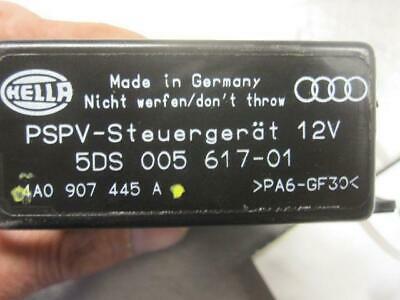 HELLA
Made in Germany
Nicht werfen/don't throw
PSPV-Steuergerät 12V
5DS 005 617-01
4A0 907 445 A
>PA6-GF30<